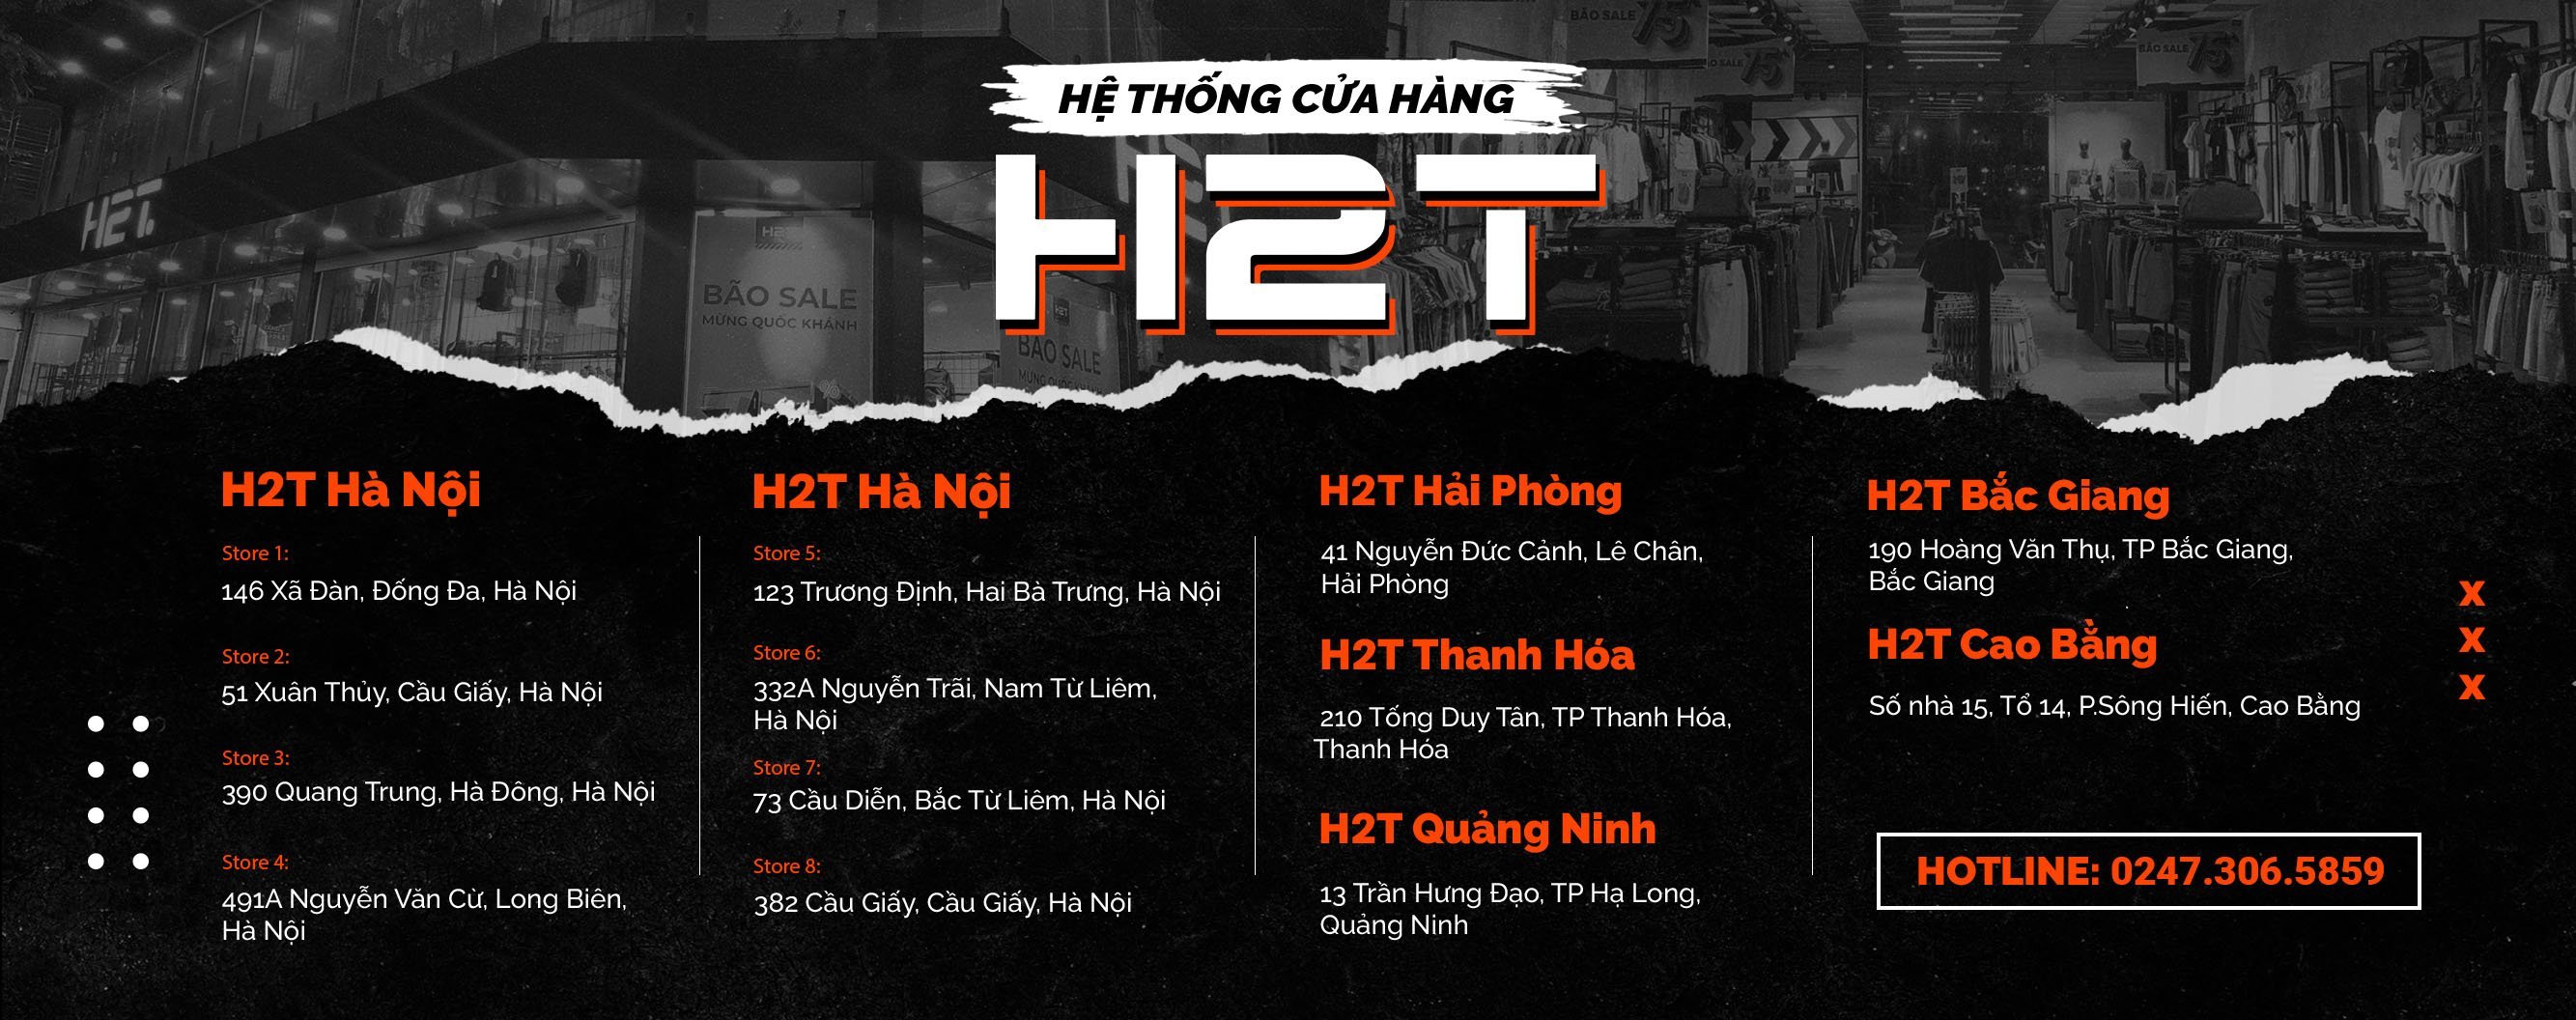 BÃO SALE
75
BÃO SALE
75
HỆ THỐNG CỬA HÀNG
H2T
H2T
H2T
BÃO SALE
MỪNG QUỐC KHÁNH
BÃO SALE
H2T Hà Nội
Store 1:
146 Xã Đàn, Đống Đa, Hà Nội
Store 2:
51 Xuân Thủy, Cầu Giấy, Hà Nội
Store 3:
390 Quang Trung, Hà Đông, Hà Nội
Store 4:
491A Nguyễn Văn Cừ, Long Biên,
Hà Nội
H2T Hà Nội
Store 5:
123 Trương Định, Hai Bà Trưng, Hà Nội
Store 6:
332A Nguyễn Trãi, Nam Từ Liêm,
Hà Nội
Store 7:
73 Cầu Diễn, Bắc Từ Liêm, Hà Nội
Store 8:
382 Cầu Giấy, Cầu Giấy, Hà Nội
H2T Hải Phòng
41 Nguyễn Đức Cảnh, Lê Chân,
Hải Phòng
H2T Thanh Hóa
210 Tống Duy Tân, TP Thanh Hóa,
Thanh Hóa
H2T Quảng Ninh
13 Trần Hưng Đạo, TP Hạ Long,
Quảng Ninh
H2T Bắc Giang
190 Hoàng Văn Thụ, TP Bắc Giang,
Bắc Giang
H2T Cao Bằng
Số nhà 15, Tổ 14, P.Sông Hiến, Cao Bằng
X
X
X
HOTLINE: 0247.306.5859